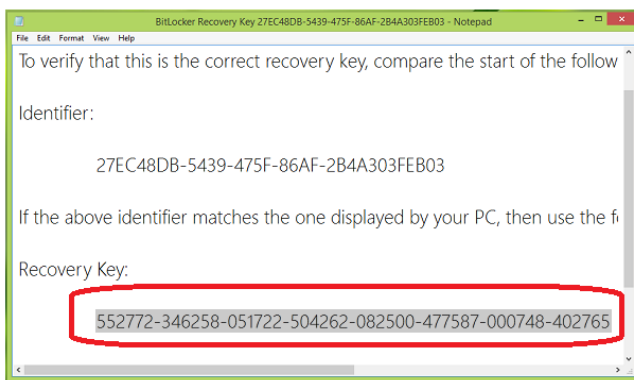 BitLocker Recovery Key 27EC48DB-5439-475F-86AF-2B4A303FEB03 - Notepad
File Edit Format View Help
To verify that this is the correct recovery key, compare the start of the follow
Identifier:
27EC48DB-5439-475F-86AF-2B4A303FEB03
If the above identifier matches the one displayed by your PC, then use the f
Recovery Key:
552772-346258-051722-504262-082500-477587-000748-402765